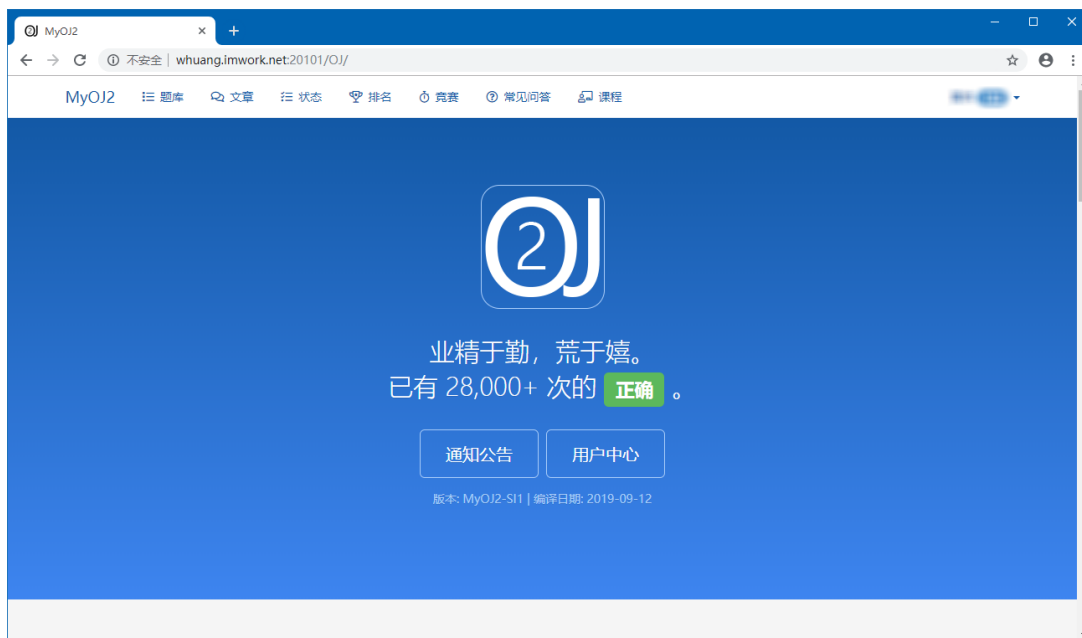 MyOJ2
不安全 | whuang.imwork.net:20101/OJ/
MyOJ2 题库 文章 状态 排名 竞赛 常见问答 课程
OJ 2
业精于勤，荒于嬉。
已有 28,000+ 次的 正确 。
通知公告 用户中心
版本: MyOJ2-SI1 | 编译日期: 2019-09-12